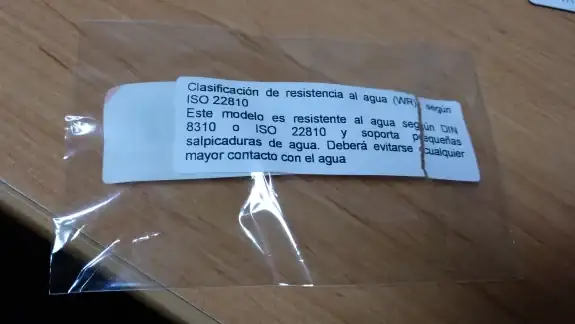 Clasificación de resistencia al agua (WR) según
ISO 22810
Este modelo es resistente al agua según DIN
8310 o ISO 22810 y soporta pequeñas
salpicaduras de agua. Deberá evitarse cualquier
mayor contacto con el agua